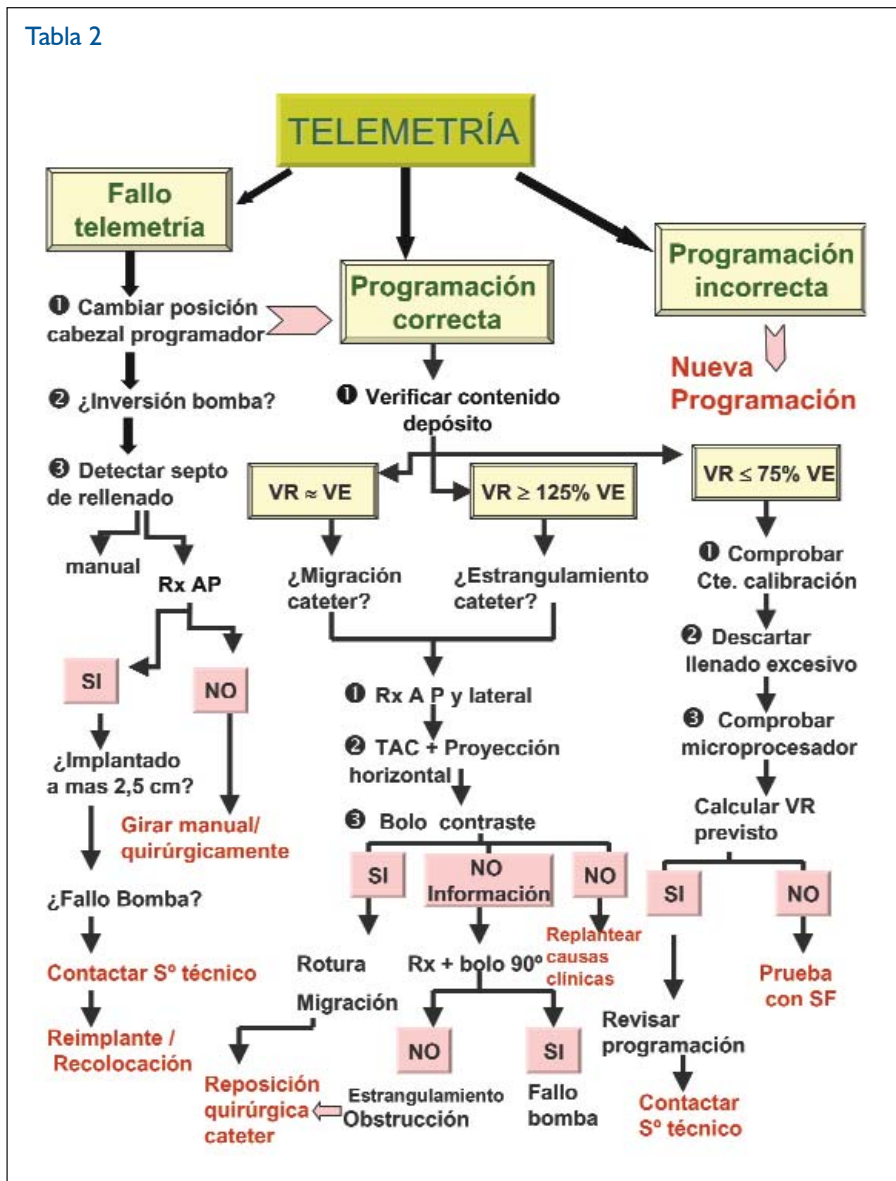 Tabla 2
TELEMETRÍA
Fallo
telemetría
❶ Cambiar posición
cabezal programador
❷ ¿Inversión bomba?
❸ Detectar septo
de rellenado
manual
Rx AP
SI
NO
¿Implantado
a mas 2,5 cm?
Girar manual/
quirúrgicamente
¿Fallo Bomba?
Contactar Sº técnico
Reimplante /
Recolocación
Programación
correcta
❶ Verificar contenido
depósito
VR ≈ VE
VR ≥ 125% VE
VR ≤ 75% VE
¿Migración
cateter?
¿Estrangulamiento
cateter?
❶ Rx A P y lateral
❷ TAC + Proyección
horizontal
❸ Bolo contraste
SI
NO
Información
NO
Rotura
Migración
Rx + bolo 90º
Replantear
causas
clínicas
NO
SI
Reposición
quirúrgica
cateter
Estrangulamiento
Obstrucción
Fallo
bomba
❶ Comprobar
Cte. calibración
❷ Descartar
llenado excesivo
❸ Comprobar
microprocesador
Calcular VR
previsto
SI
NO
Revisar
programación
Contactar
Sº técnico
Prueba
con SF
Programación
incorrecta
Nueva
Programación